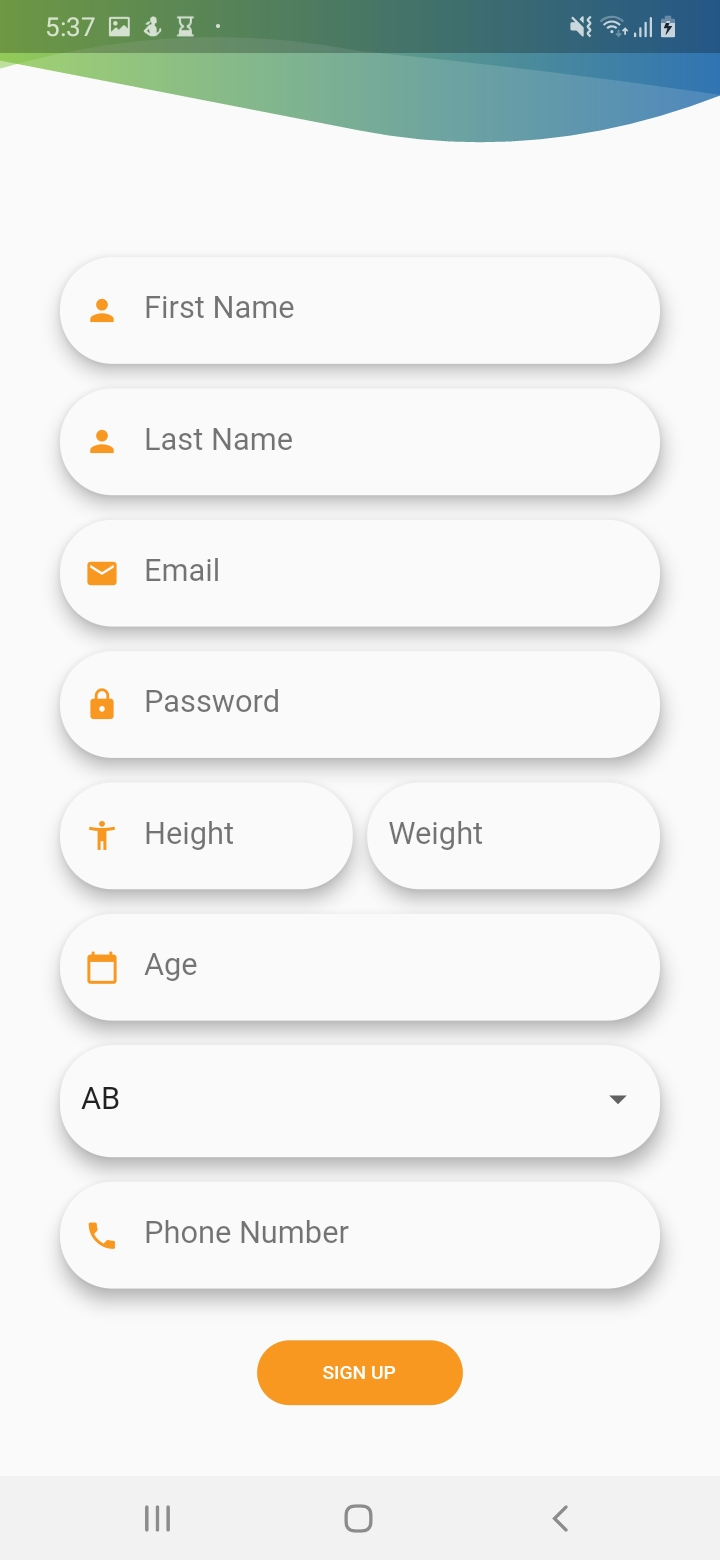 5:37
First Name
Last Name
Email
Password
Height Weight
Age
AB
Phone Number
SIGN UP